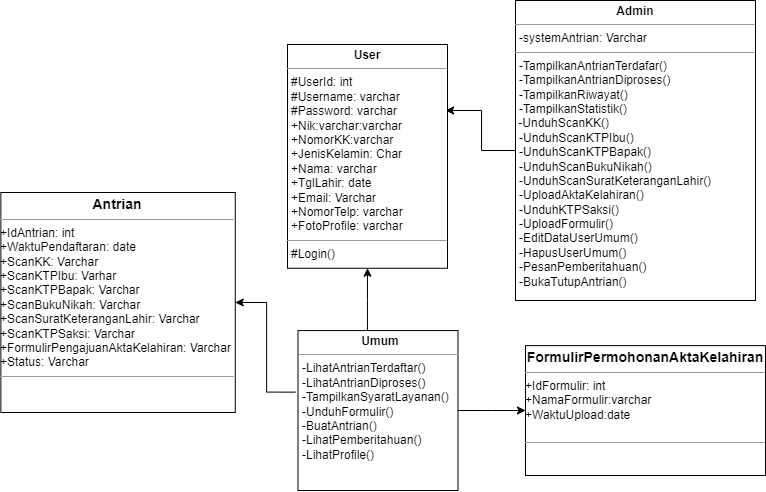 Admin
-systemAntrian: Varchar
-TampilkanAntrianTerdafar()
-TampilkanAntrianDiproses()
-TampilkanRiwayat()
-TampilkanStatistik()
-UnduhScanKK()
-UnduhScanKTPIbu()
-UnduhScanKTPBapak()
-UnduhScanBukuNikah()
-UnduhScanSuratKeteranganLahir()
-UploadAktaKelahiran()
-UnduhKTPSaksi()
-UploadFormulir()
-EditDataUserUmum()
-HapusUserUmum()
-PesanPemberitahuan()
-BukaTutupAntrian()
User
#UserId: int
#Username: varchar
#Password: varchar
+Nik:varchar:varchar
+NomorKK:varchar
+JenisKelamin: Char
+Nama: varchar
+TglLahir: date
+Email: Varchar
+NomorTelp: varchar
+FotoProfile: varchar
#Login()
Antrian
+IdAntrian: int
+WaktuPendaftaran: date
+ScanKK: Varchar
+ScanKTPIbu: Varhar
+ScanKTPBapak: Varchar
+ScanBukuNikah: Varchar
+ScanSuratKeteranganLahir: Varchar
+ScanKTPSaksi: Varchar
+FormulirPengajuanAktaKelahiran: Varchar
+Status: Varchar
Umum
-LihatAntrianTerdaftar()
-LihatAntrianDiproses()
-TampilkanSyaratLayanan()
-UnduhFormulir()
-BuatAntrian()
-LihatPemberitahuan()
-LihatProfile()
FormulirPermohonanAktaKelahiran
+IdFormulir: int
+NamaFormulir:varchar
+WaktuUpload:date